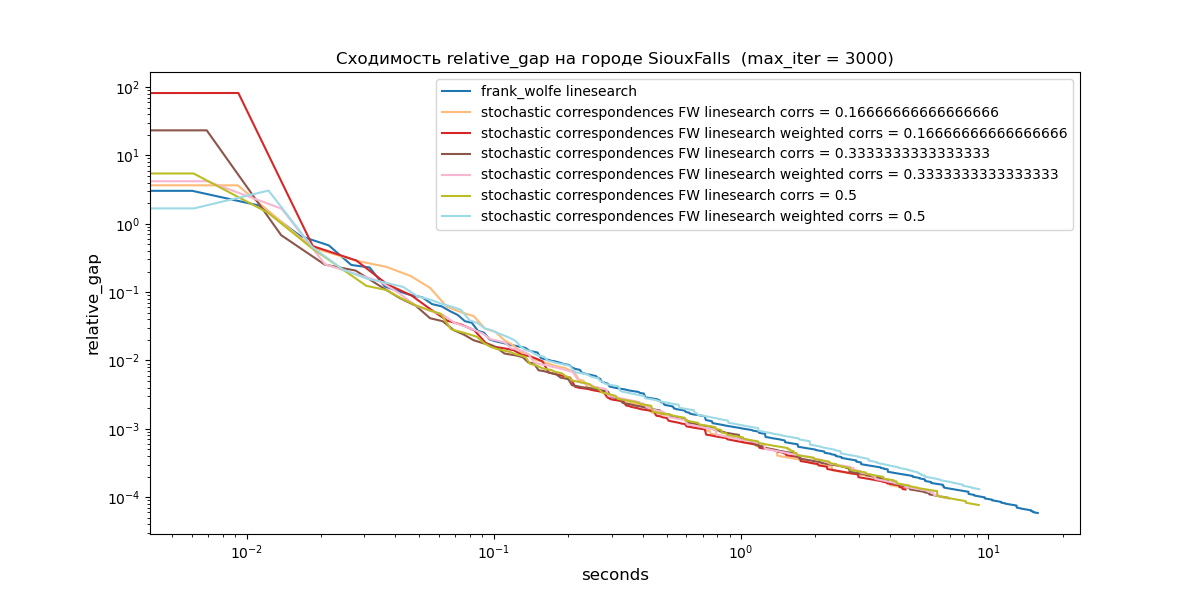 Сходимость relative_gap на городе SiouxFalls  (max_iter = 3000)
frank_wolfe linesearch
stochastic correspondences FW linesearch corrs = 0.16666666666666666
stochastic correspondences FW linesearch weighted corrs = 0.16666666666666666
stochastic correspondences FW linesearch corrs = 0.3333333333333333
stochastic correspondences FW linesearch weighted corrs = 0.3333333333333333
stochastic correspondences FW linesearch corrs = 0.5
stochastic correspondences FW linesearch weighted corrs = 0.5
relative_gap
10²
10¹
10⁰
10⁻¹
10⁻²
10⁻³
10⁻⁴
10⁻² 10⁻¹ 10⁰ 10¹
seconds